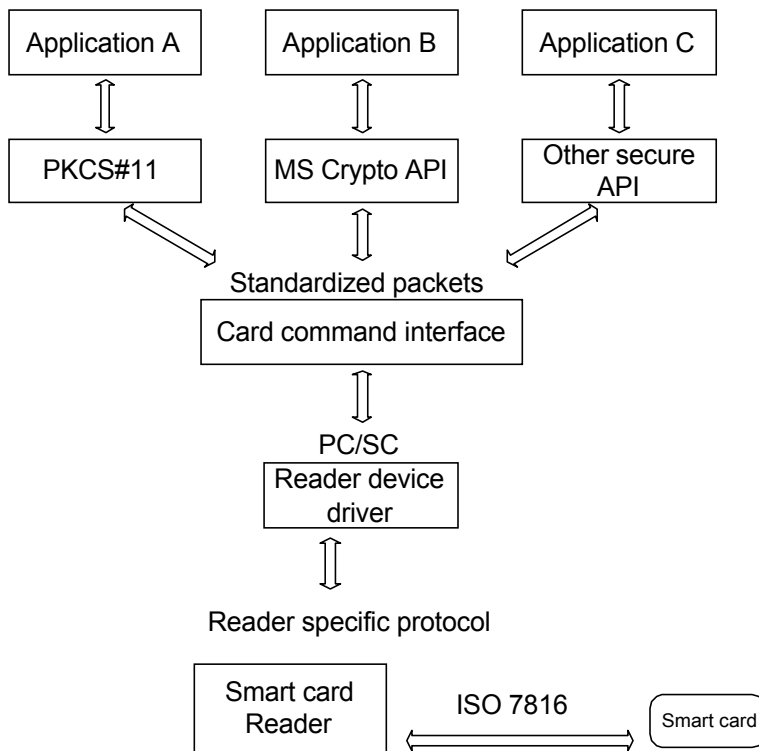 Application A
Application B
Application C
PKCS#11
MS Crypto API
Other secure
API
Standardized packets
Card command interface
PC/SC
Reader device
driver
Reader specific protocol
Smart card
Reader
ISO 7816
Smart card